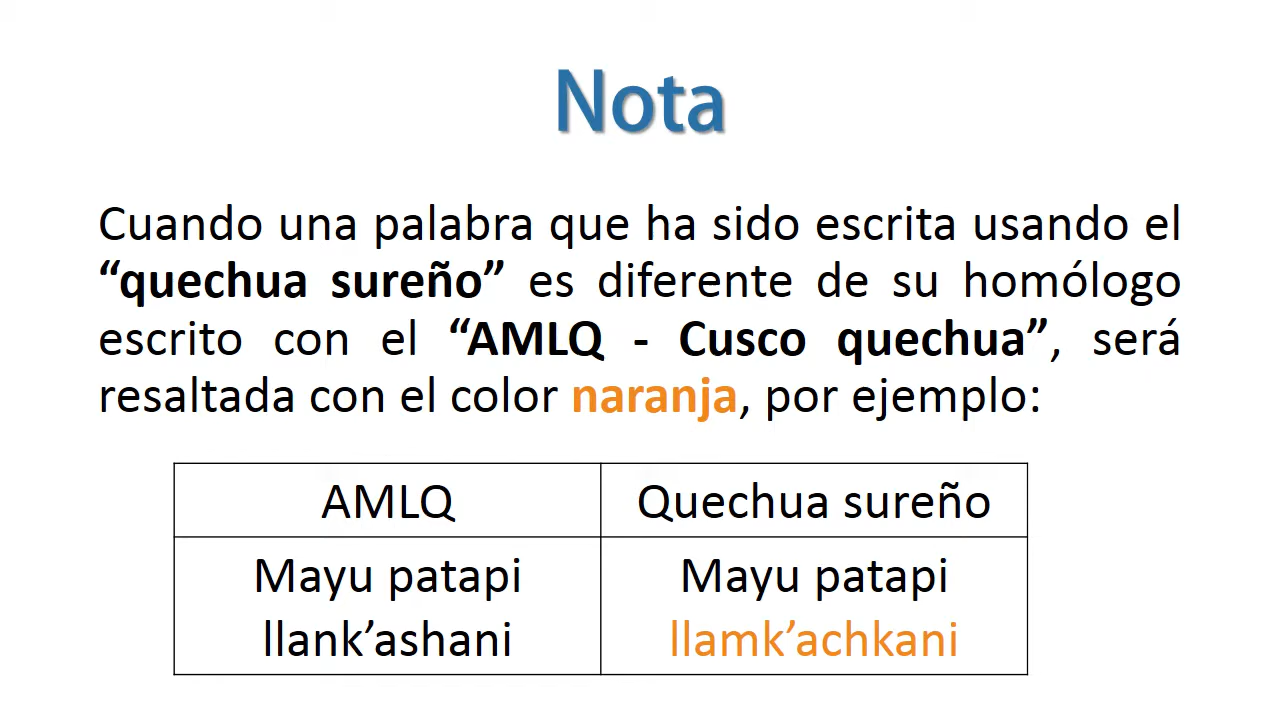 Nota
Cuando una palabra que ha sido escrita usando el
“quechua sureño” es diferente de su homólogo
escrito con el “AMLQ - Cusco quechua”, será
resaltada con el color naranja, por ejemplo:
AMLQ
Quechua sureño
Mayu patapi
llank’ashani
Mayu patapi
llamk’achkani